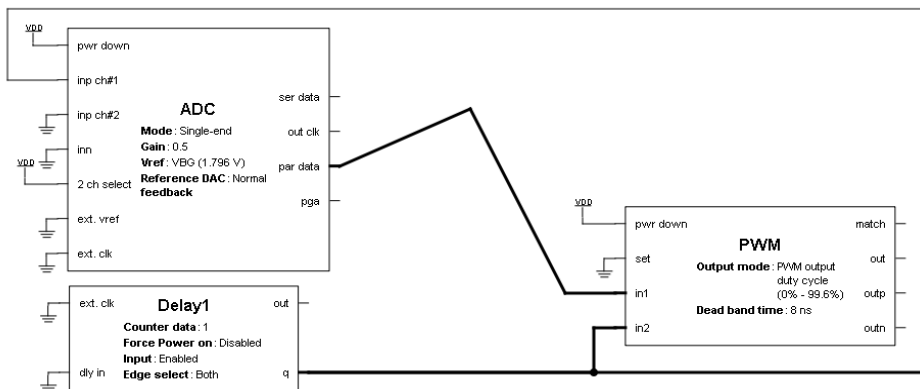 VDD
pwr down
inp ch#1
ADC
ser data
inp ch#2
Mode : Single-end
out clk
Gain : 0.5
inn
Vref : VBG (1.796 V)
par data
VDD
2 ch select
Reference DAC : Normal
feedback
pga
ext. vref
VDD
pwr down
match
PWM
ext. clk
set
Output mode : PWM output
out
duty cycle
(0% - 99.6%)
in1
outp
Dead band time : 8 ns
in2
outn
ext. clk
Delay1
out
Counter data : 1
Force Power on : Disabled
Input : Enabled
dly in
Edge select : Both
q